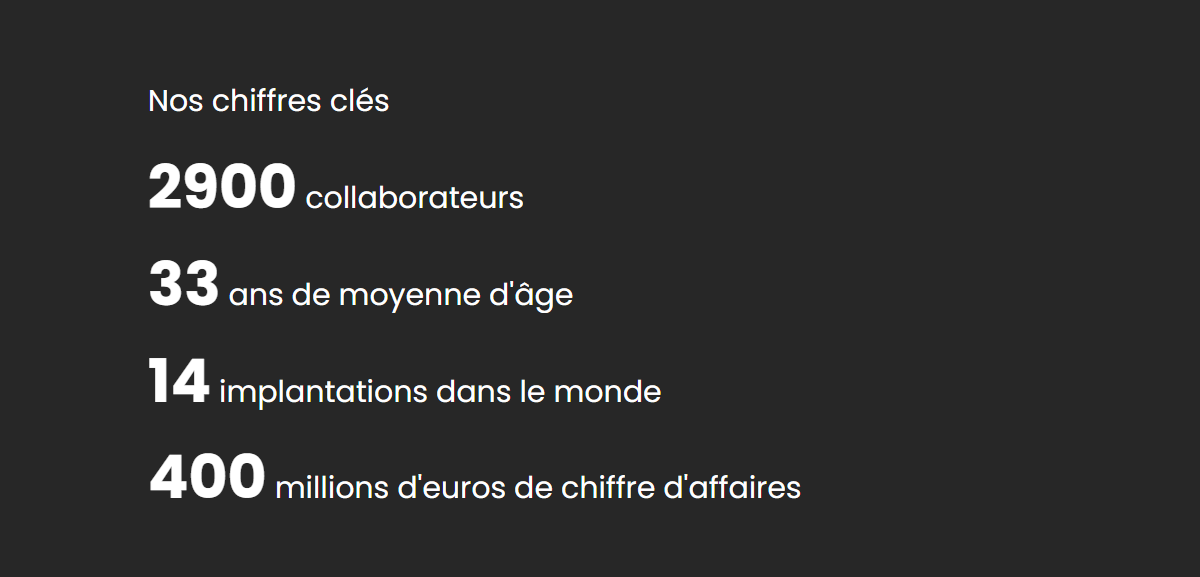 Nos chiffres clés
2900 collaborateurs
33 ans de moyenne d'âge
14 implantations dans le monde
400 millions d'euros de chiffre d'affaires